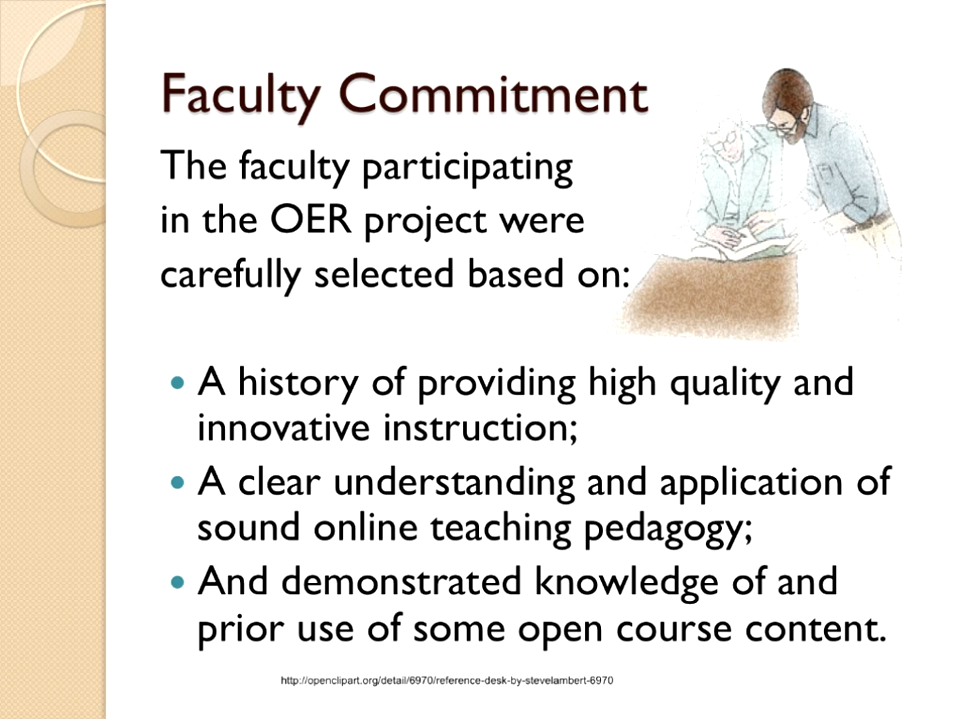 Faculty Commitment
The faculty participating
in the OER project were
carefully selected based on:
• A history of providing high quality and
innovative instruction;
• A clear understanding and application of
sound online teaching pedagogy;
• And demonstrated knowledge of and
prior use of some open course content.
http://openclipart.org/detail/6970/reference-desk-by-stevelambert-6970